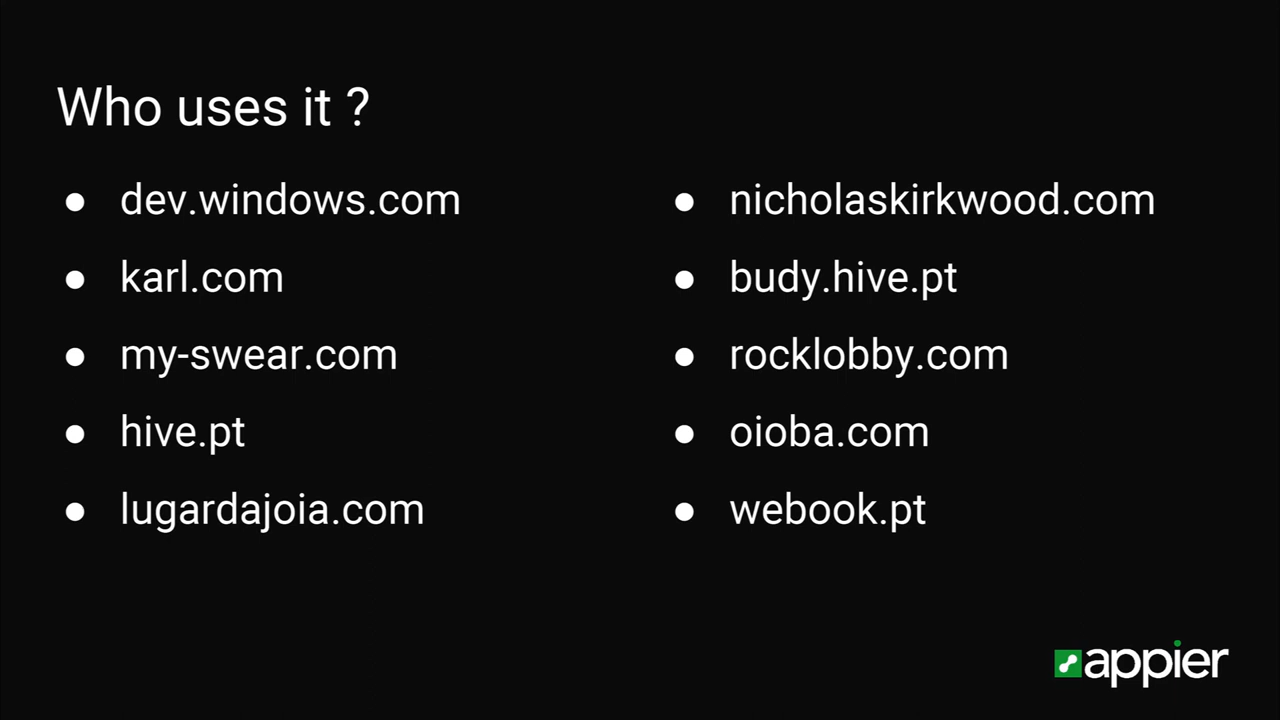 Who uses it ?
● dev.windows.com
● karl.com
● my-swear.com
● hive.pt
● lugardajoia.com
● nicholaskirkwood.com
● budy.hive.pt
● rocklobby.com
● oioba.com
● webook.pt
appier